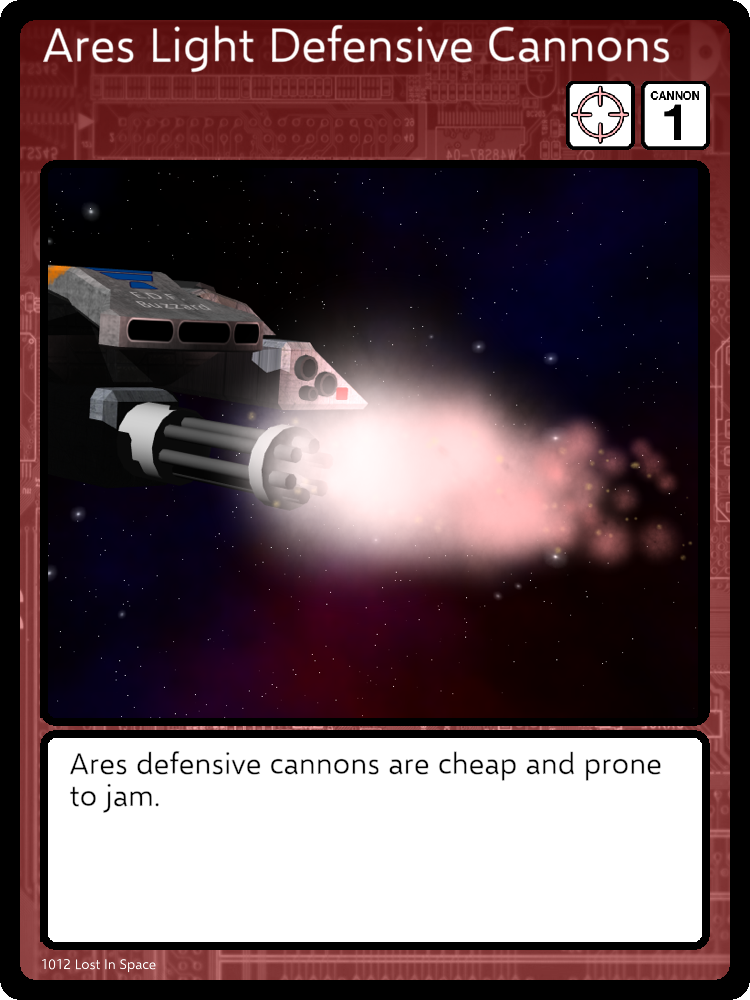 Ares Light Defensive Cannons
CANNON
1
E.D.F.
Buzzard
Ares defensive cannons are cheap and prone
to jam.
1012 Lost In Space